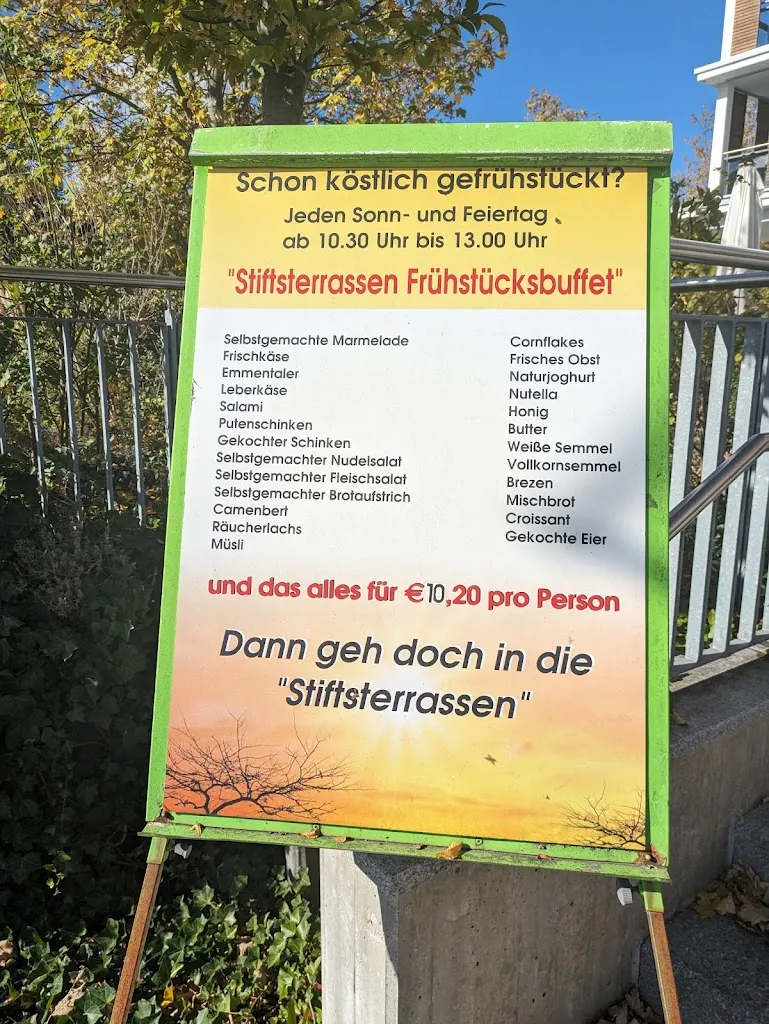 Schon köstlich gefrühstückt?
Jeden Sonn- und Feiertag
ab 10.30 Uhr bis 13.00 Uhr
"Stiftsterrassen Frühstücksbuffet"
Selbstgemachte Marmelade
Frischkäse
Emmentaler
Leberkäse
Salami
Putenschinken
Gekochter Schinken
Selbstgemachter Nudelsalat
Selbstgemachter Fleischsalat
Selbstgemachter Brotaufstrich
Camenbert
Räucherlachs
Müsli
Cornflakes
Frisches Obst
Naturjoghurt
Nutella
Honig
Butter
Weiße Semmel
Vollkornsemmel
Brezen
Mischbrot
Croissant
Gekochte Eier
und das alles für €10,20 pro Person
Dann geh doch in die
"Stiftsterrassen"